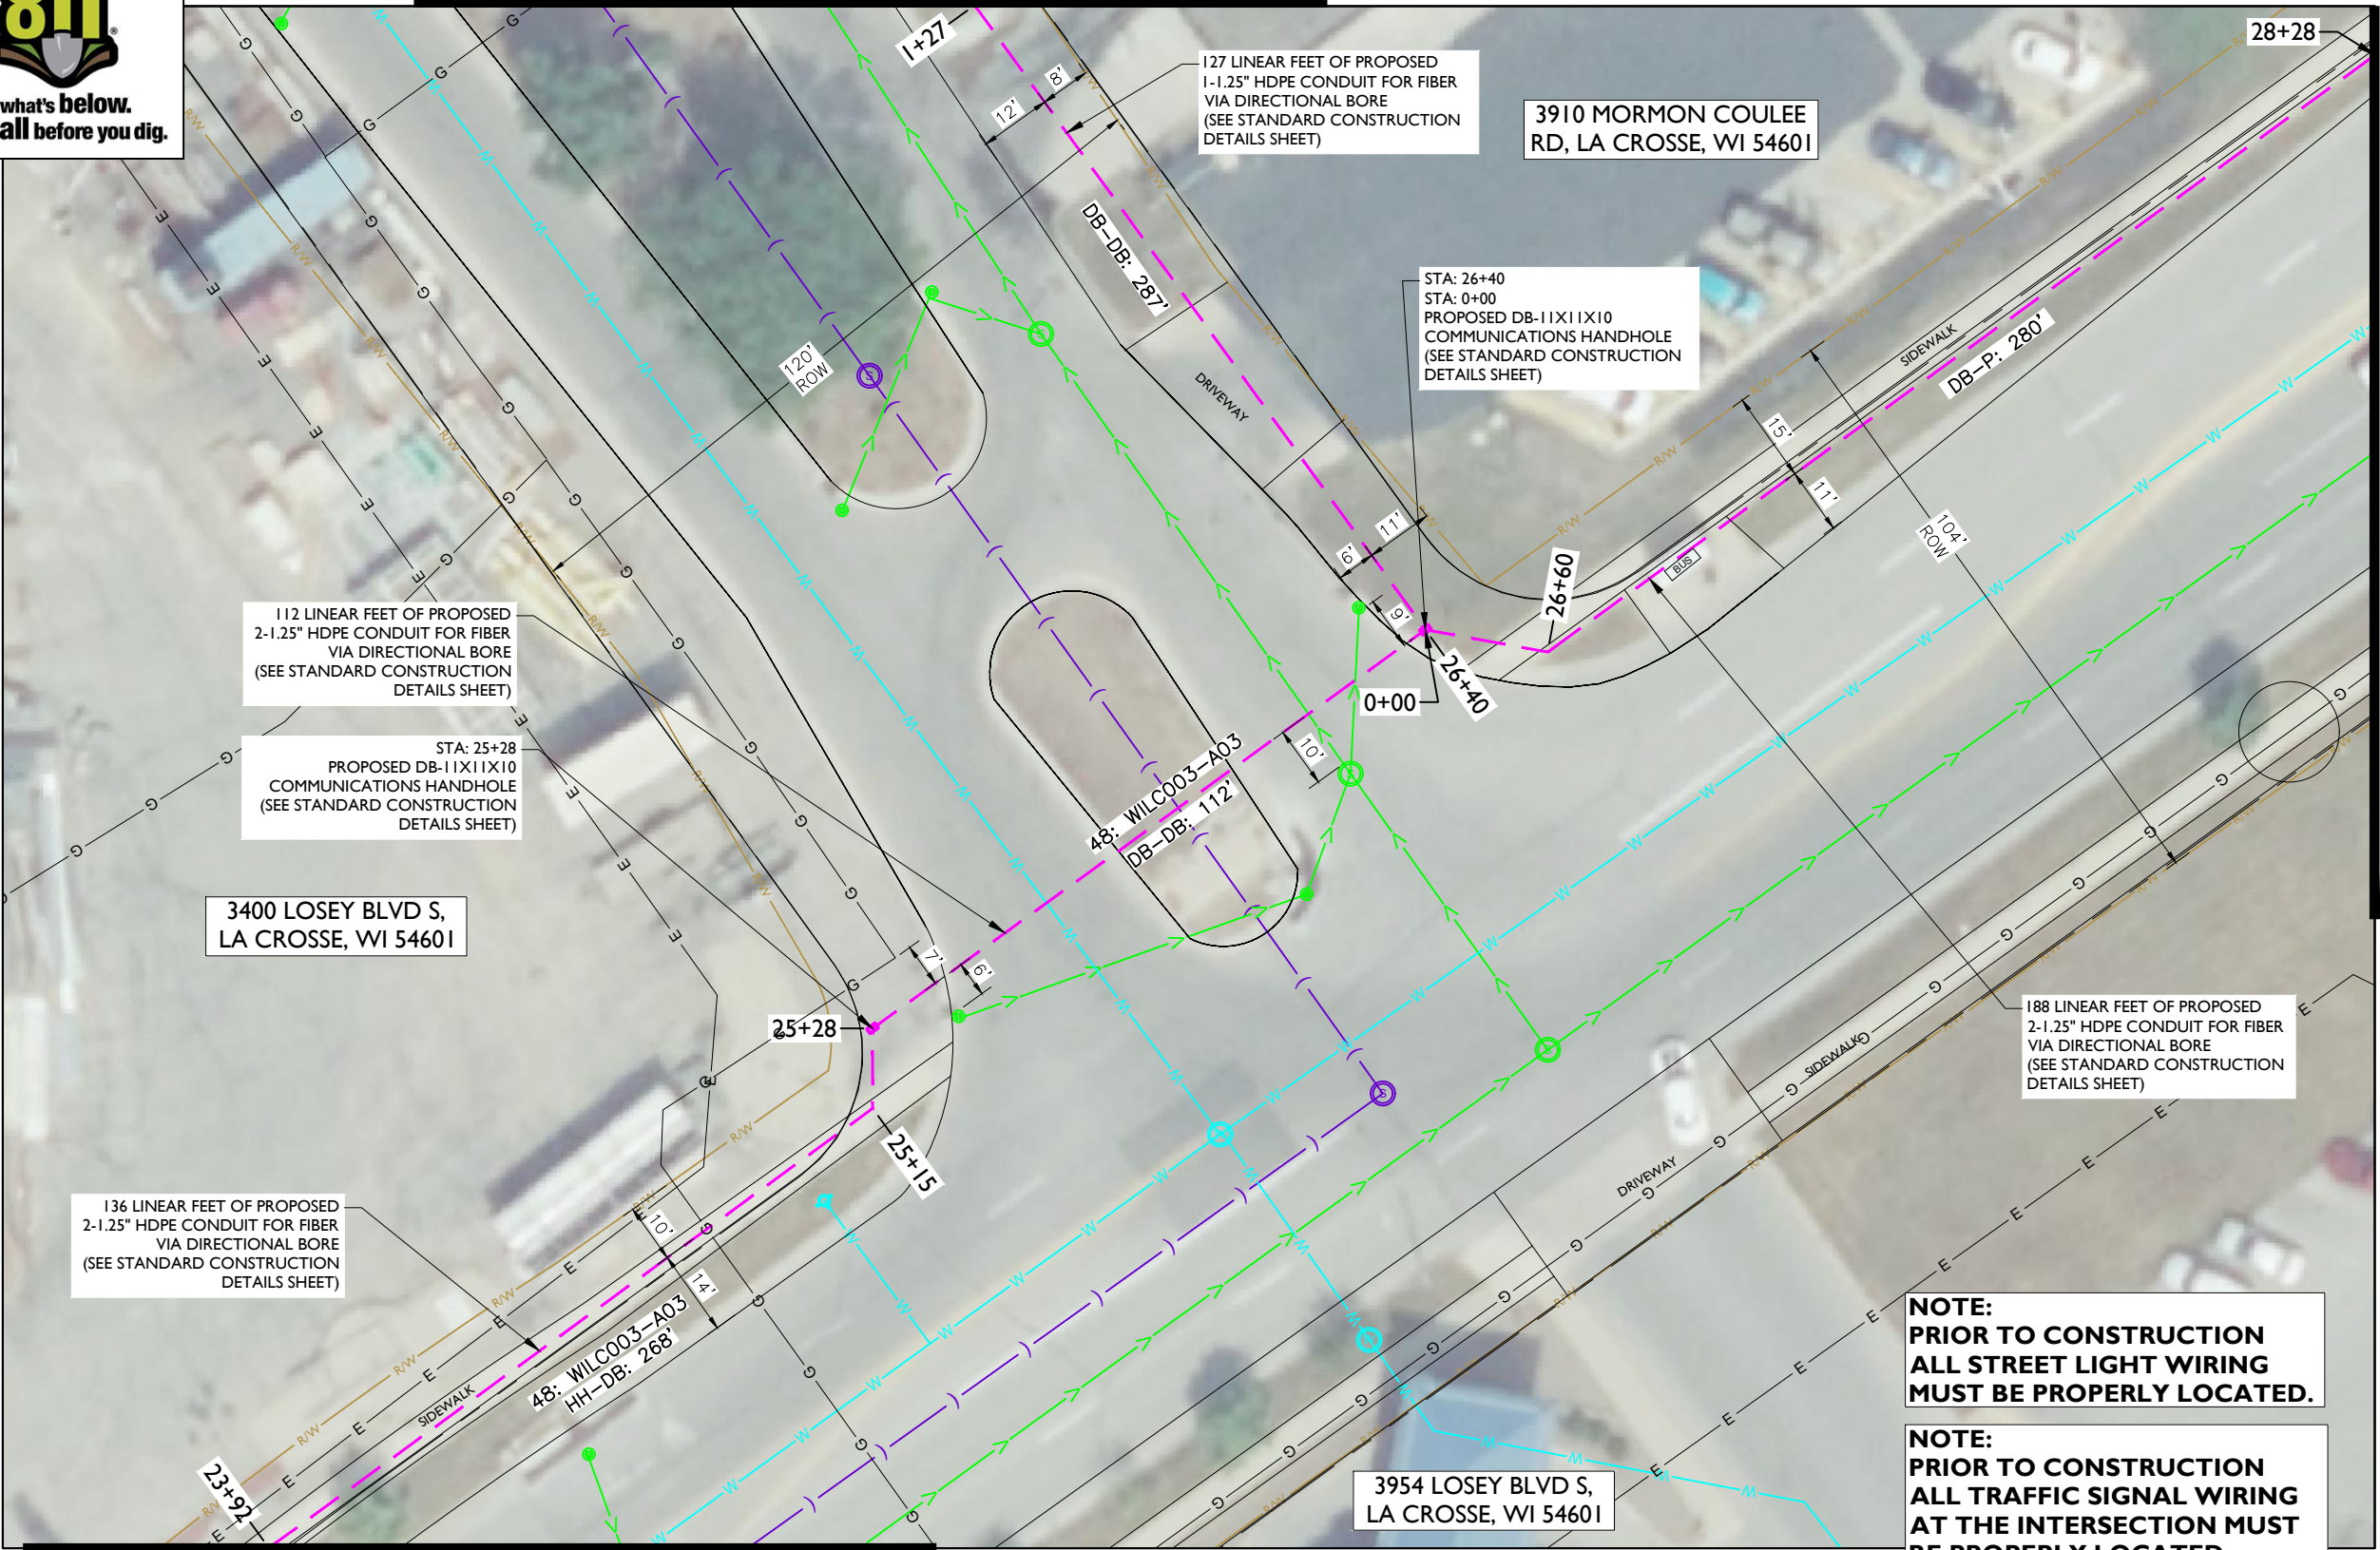 811
what's below.
all before you dig.
1+27
8'
12'
127 LINEAR FEET OF PROPOSED
1-1.25" HDPE CONDUIT FOR FIBER
VIA DIRECTIONAL BORE
(SEE STANDARD CONSTRUCTION
DETAILS SHEET)
3910 MORMON COULEE
RD, LA CROSSE, WI 54601
28+28
DB-DB: 287'
STA: 26+40
STA: 0+00
PROPOSED DB-11X11X10
COMMUNICATIONS HANDHOLE
(SEE STANDARD CONSTRUCTION
DETAILS SHEET)
120'
ROW
DRIVEWAY
SIDEWALK
DB-P: 280'
15'
11'
104'
ROW
11'
6'
9'
BUS
26+60
26+40
0+00
112 LINEAR FEET OF PROPOSED
2-1.25" HDPE CONDUIT FOR FIBER
VIA DIRECTIONAL BORE
(SEE STANDARD CONSTRUCTION
DETAILS SHEET)
STA: 25+28
PROPOSED DB-11X11X10
COMMUNICATIONS HANDHOLE
(SEE STANDARD CONSTRUCTION
DETAILS SHEET)
10'
48: WILC003-A03
DB-DB: 112'
3400 LOSEY BLVD S,
LA CROSSE, WI 54601
7'
6'
25+28
25+15
188 LINEAR FEET OF PROPOSED
2-1.25" HDPE CONDUIT FOR FIBER
VIA DIRECTIONAL BORE
(SEE STANDARD CONSTRUCTION
DETAILS SHEET)
SIDEWALK
DRIVEWAY
136 LINEAR FEET OF PROPOSED
2-1.25" HDPE CONDUIT FOR FIBER
VIA DIRECTIONAL BORE
(SEE STANDARD CONSTRUCTION
DETAILS SHEET)
10'
14'
48: WILC003-A03
HH-DB: 268'
SIDEWALK
23+92
3954 LOSEY BLVD S,
LA CROSSE, WI 54601
NOTE:
PRIOR TO CONSTRUCTION
ALL STREET LIGHT WIRING
MUST BE PROPERLY LOCATED.
NOTE:
PRIOR TO CONSTRUCTION
ALL TRAFFIC SIGNAL WIRING
AT THE INTERSECTION MUST
BE PROPERLY LOCATED